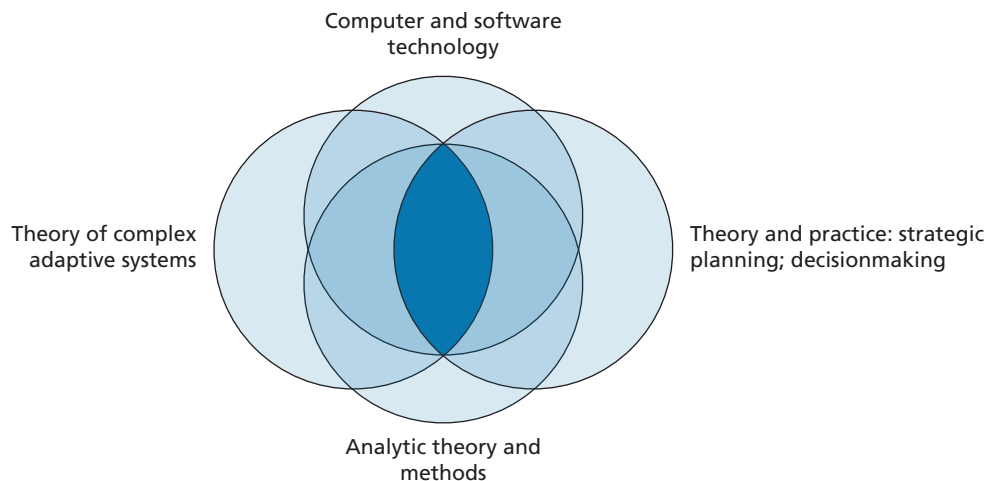 Computer and software
technology
Theory of complex
adaptive systems
Theory and practice: strategic
planning; decisionmaking
Analytic theory and
methods